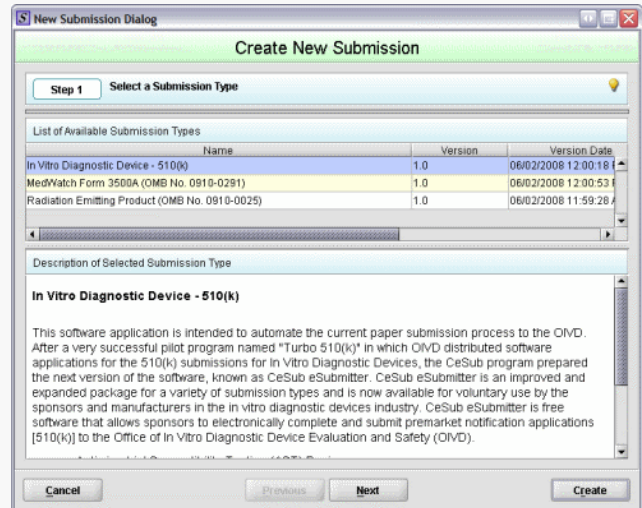 New Submission Dialog
Create New Submission
Step 1
Select a Submission Type
List of Available Submission Types
Name Version Version Date
In Vitro Diagnostic Device - 510(k) 1.0 06/02/2008 12:00:18
MedWatch Form 3500A (OMB No. 0910-0291) 1.0 06/02/2008 12:00:53
Radiation Emitting Product (OMB No. 0910-0025) 1.0 06/02/2008 11:59:28
Description of Selected Submission Type
In Vitro Diagnostic Device - 510(k)
This software application is intended to automate the current paper submission process to the OIVD.
After a very successful pilot program named "Turbo 510(k)" in which OIVD distributed software
applications for the 510(k) submissions for In Vitro Diagnostic Devices, the CeSub program prepared
the next version of the software, known as CeSub eSubmitter. CeSub eSubmitter is an improved and
expanded package for a variety of submission types and is now available for voluntary use by the
sponsors and manufacturers in the in vitro diagnostic devices industry. CeSub eSubmitter is free
software that allows sponsors to electronically complete and submit premarket notification applications
[510(k)] to the Office of In Vitro Diagnostic Device Evaluation and Safety (OIVD).
Cancel Previous Next Create